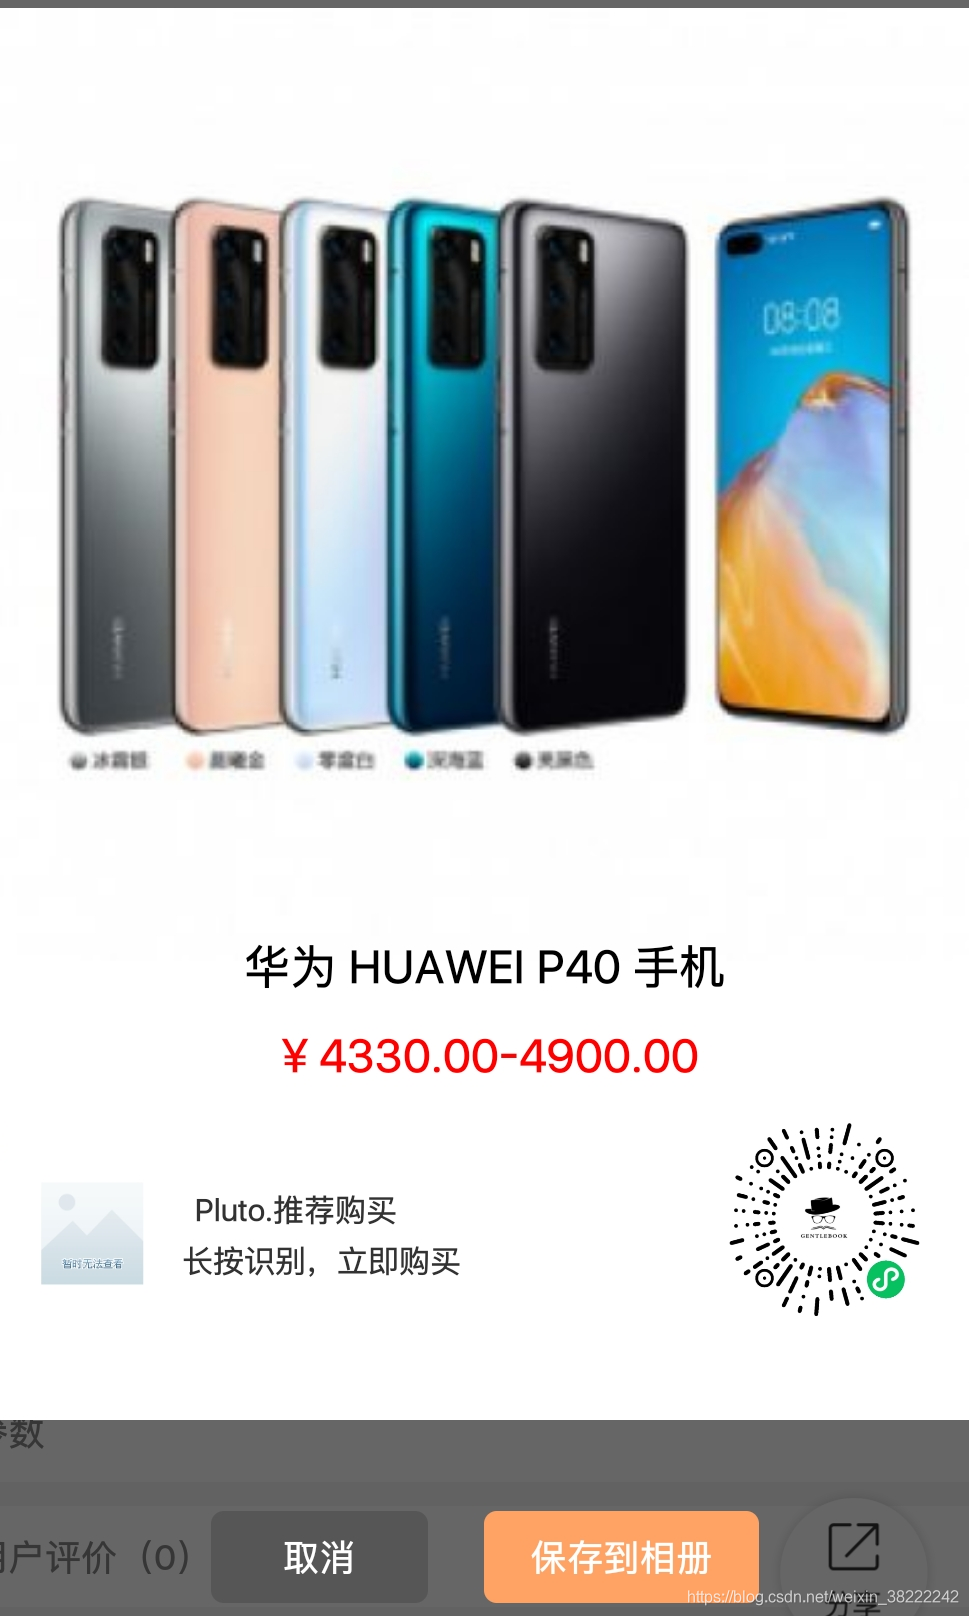 08:08
冰霜银 晨曦金 零度白 深海蓝 亮黑色
华为 HUAWEI P40 手机
¥ 4330.00-4900.00
Pluto.推荐购买
长按识别，立即购买
暂时无法查看
GENTLEBOOK
数
用户评价（0）
取消
保存到相册
分享
https://blog.csdn.net/weixin_38222242